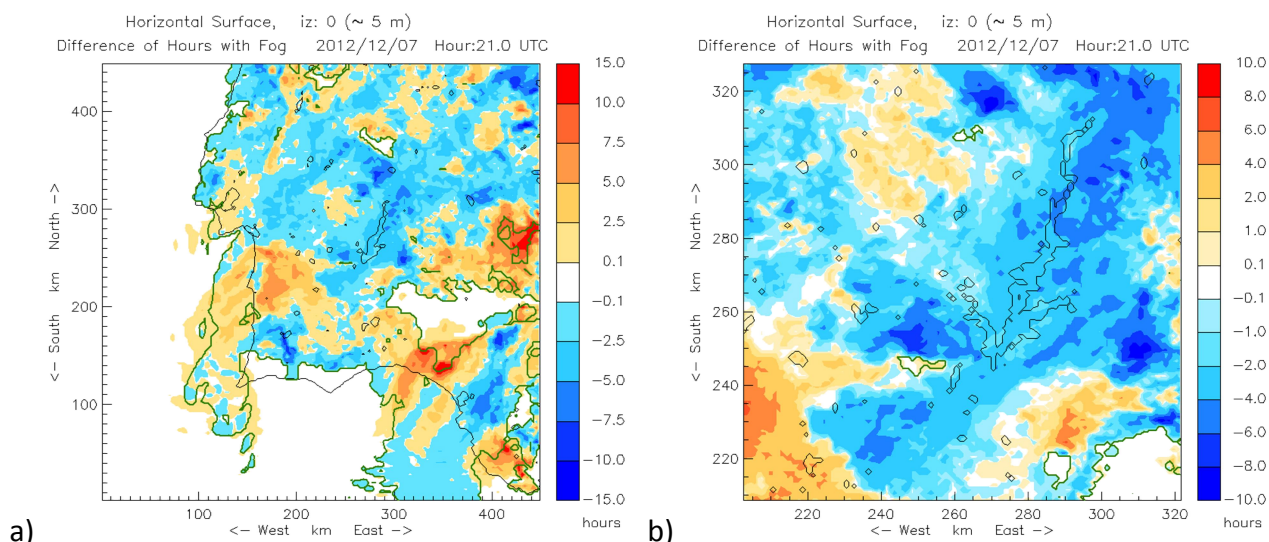 Horizontal Surface, iz: 0 (~ 5 m)
Difference of Hours with Fog 2012/12/07 Hour:21.0 UTC
15.0
10.0
7.5
5.0
2.5
0.1
−0.1
−2.5
−5.0
−7.5
−10.0
−15.0
hours
400
300
200
100
<− South km North −>
100 200 300 400
<− West km East −>
a)
Horizontal Surface, iz: 0 (~ 5 m)
Difference of Hours with Fog 2012/12/07 Hour:21.0 UTC
10.0
8.0
6.0
4.0
2.0
1.0
0.1
−0.1
−1.0
−2.0
−4.0
−6.0
−8.0
−10.0
hours
320
300
280
260
240
220
<− South km North −>
220 240 260 280 300 320
<− West km East −>
b)